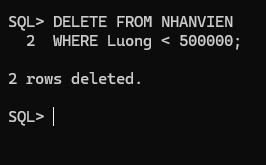 SQL> DELETE FROM NHANVIEN
  2  WHERE Luong < 500000;
2 rows deleted.
SQL>